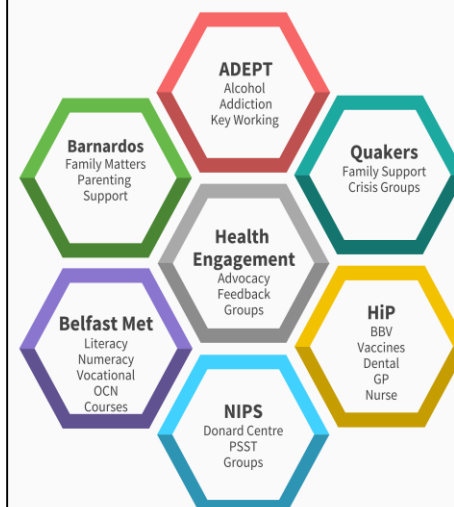 ADEPT
Alcohol
Addiction
Key Working
Barnardos
Family Matters
Parenting
Support
Quakers
Family Support
Crisis Groups
Health
Engagement
Advocacy
Feedback
Groups
Belfast Met
Literacy
Numeracy
Vocational
OCN
Courses
HiP
BBV
Vaccines
Dental
GP
Nurse
NIPS
Donard Centre
PSST
Groups